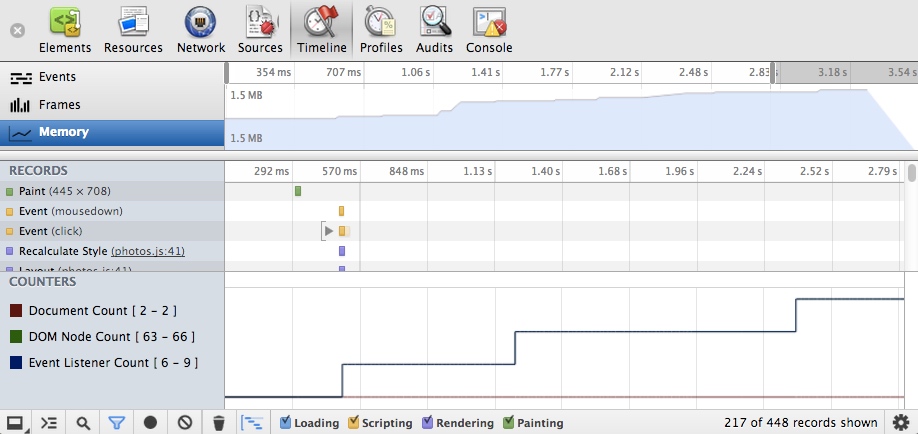 Elements Resources Network Sources Timeline Profiles Audits Console
Events
Frames
Memory
354 ms 707 ms 1.06 s 1.41 s 1.77 s 2.12 s 2.48 s 2.83 s 3.18 s 3.54 s
1.5 MB
1.5 MB
RECORDS
292 ms 570 ms 848 ms 1.13 s 1.40 s 1.68 s 1.96 s 2.24 s 2.52 s 2.79 s
Paint (445 × 708)
Event (mousedown)
Event (click)
Recalculate Style (photos.js:41)
Layout (photos.js:41)
COUNTERS
Document Count [ 2 – 2 ]
DOM Node Count [ 63 – 66 ]
Event Listener Count [ 6 – 9 ]
Loading Scripting Rendering Painting 217 of 448 records shown